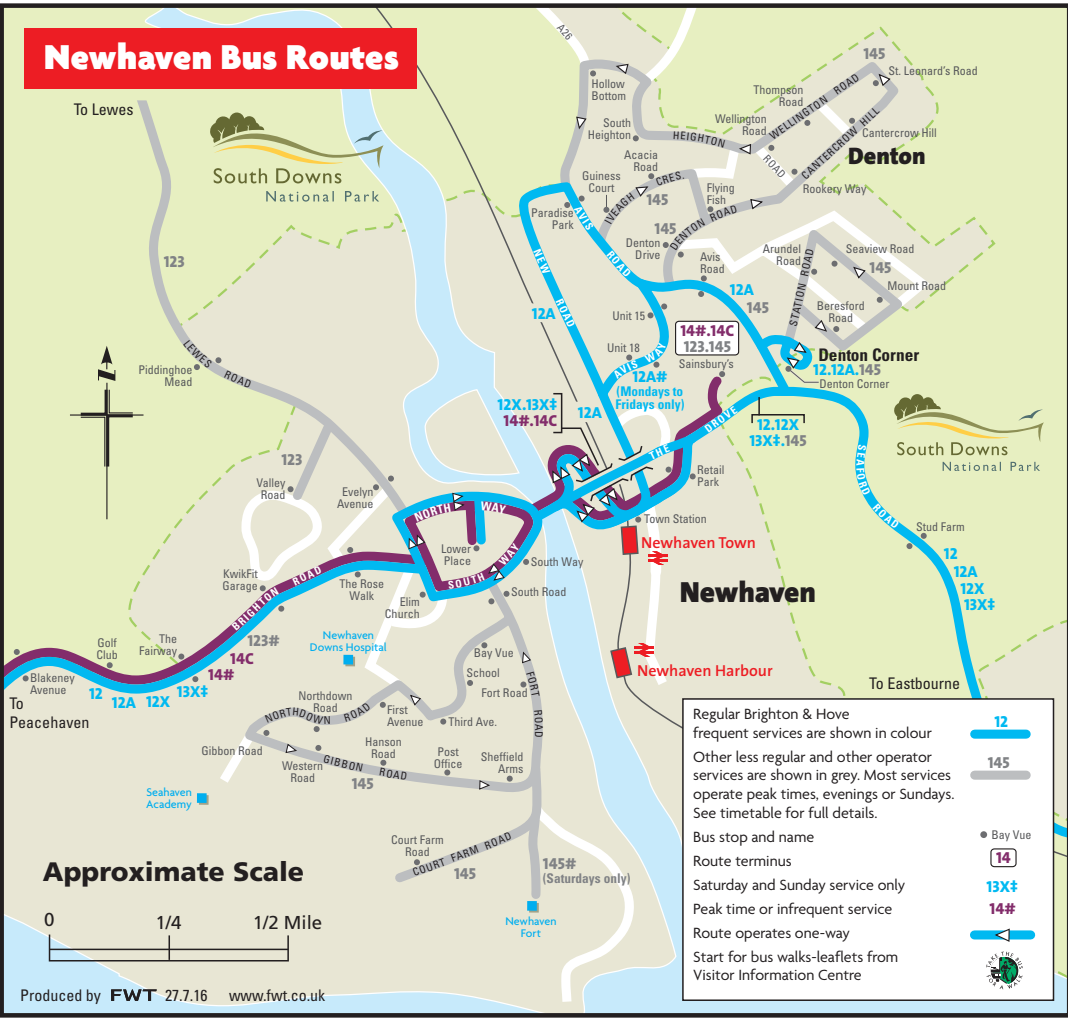 Newhaven Bus Routes
To Lewes
South Downs
National Park
A26
Hollow
Bottom
145
St. Leonard's Road
Thompson
Road
WELLINGTON ROAD
Wellington
Road
South
Heighton
HEIGHTON
ROAD
Cantercrow Hill
CANTERCROW HILL
Denton
Acacia
Road
Guiness
Court
IVEAGH CRES.
145
Flying
Fish
Rookery Way
Paradise
Park
AVIS
ROAD
145
DENTON ROAD
Denton
Drive
Avis
Road
NEW
ROAD
12A
Arundel
Road
Seaview Road
145
Mount Road
STATION ROAD
Beresford
Road
12A
145
Unit 15
14#.14C
123.145
Sainsbury's
Unit 18
AVIS WAY
12A#
(Mondays to
Fridays only)
Denton Corner
12.12A.145
Denton Corner
123
LEWES ROAD
Piddinghoe
Mead
12X.13X‡
14#.14C
12A
THE DROVE
12.12X
13X‡.145
South Downs
National Park
SEAFORD ROAD
123
Valley
Road
Evelyn
Avenue
Retail
Park
Town Station
Newhaven Town
NORTH WAY
Lower
Place
SOUTH WAY
South Way
South Road
Stud Farm
12
12A
12X
13X‡
Newhaven
KwikFit
Garage
BRIGHTON ROAD
The Rose
Walk
Elim
Church
123#
14C
14#
The
Fairway
Golf
Club
Blakeney
Avenue
12
12A
12X
13X‡
To
Peacehaven
Newhaven
Downs Hospital
Bay Vue
School
Fort Road
FORT ROAD
Newhaven Harbour
To Eastbourne
Northdown
Road
NORTHDOWN ROAD
First
Avenue
Third Ave.
Gibbon Road
Western
Road
GIBBON ROAD
Hanson
Road
Post
Office
Sheffield
Arms
145
Seahaven
Academy
Court Farm
Road
COURT FARM ROAD
145
145#
(Saturdays only)
Newhaven
Fort
Approximate Scale
0 1/4 1/2 Mile
Produced by FWT 27.7.16 www.fwt.co.uk
Regular Brighton & Hove
frequent services are shown in colour
12
Other less regular and other operator
services are shown in grey. Most services
operate peak times, evenings or Sundays.
See timetable for full details.
145
Bus stop and name
Bay Vue
Route terminus
14
Saturday and Sunday service only
13X‡
Peak time or infrequent service
14#
Route operates one-way
Start for bus walks-leaflets from
Visitor Information Centre
TAKE THE BUS
FOR A WALK